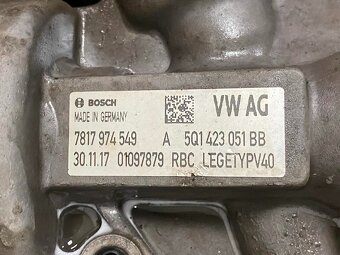 BOSCH
MADE IN GERMANY
VW AG
7817 974 549 A 5Q1 423 051 BB
30.11.17 01097879 RBC LEGETYPV40